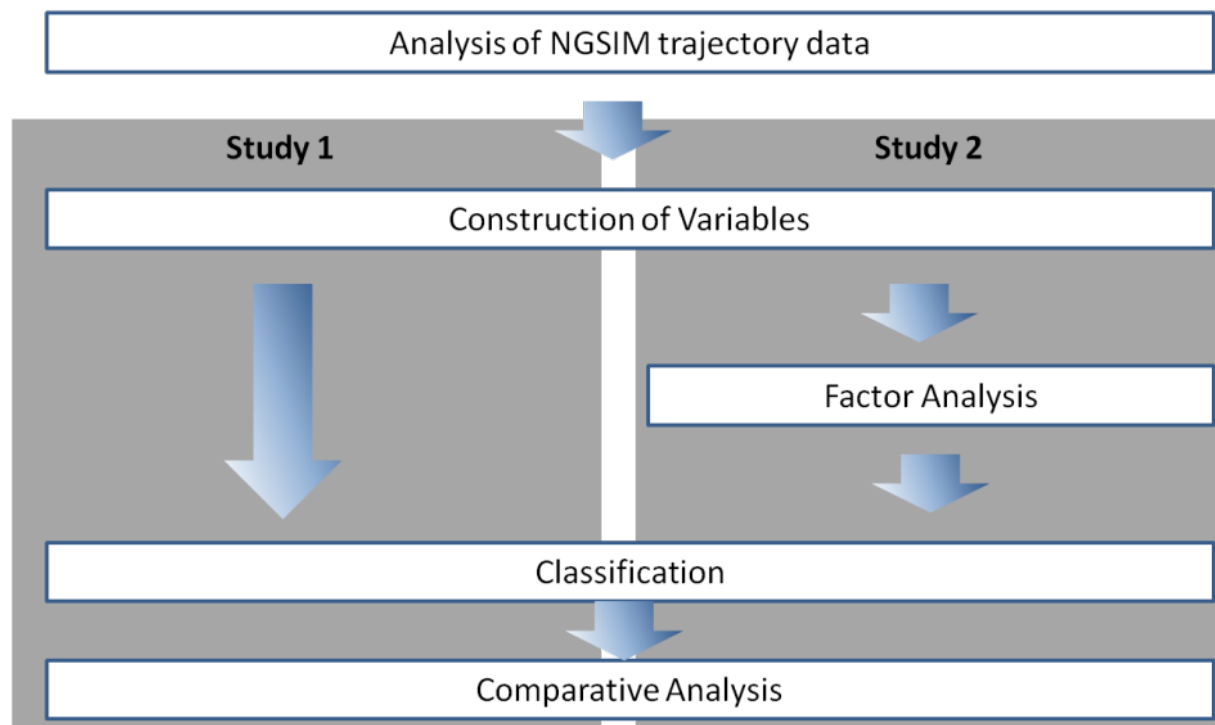 Analysis of NGSIM trajectory data
Study 1
Study 2
Construction of Variables
Factor Analysis
Classification
Comparative Analysis